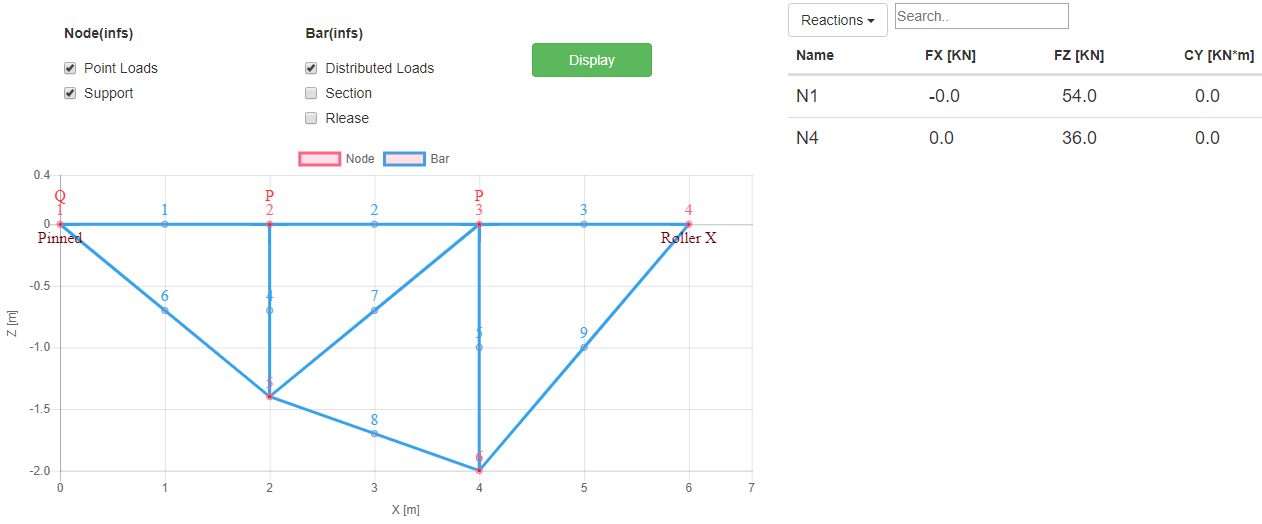 Node(infs)
Point Loads
Support
Bar(infs)
Distributed Loads
Section
Rlease
Display
Node Bar
0.4
0
-0.5
-1.0
-1.5
-2.0
Z [m]
Q P P
1 1 2 2 3 3 4
Pinned Roller X
6 4 7 5 9
5
8
6
0 1 2 3 4 5 6 7
X [m]
Reactions Search..
Name FX [KN] FZ [KN] CY [KN*m]
N1 -0.0 54.0 0.0
N4 0.0 36.0 0.0